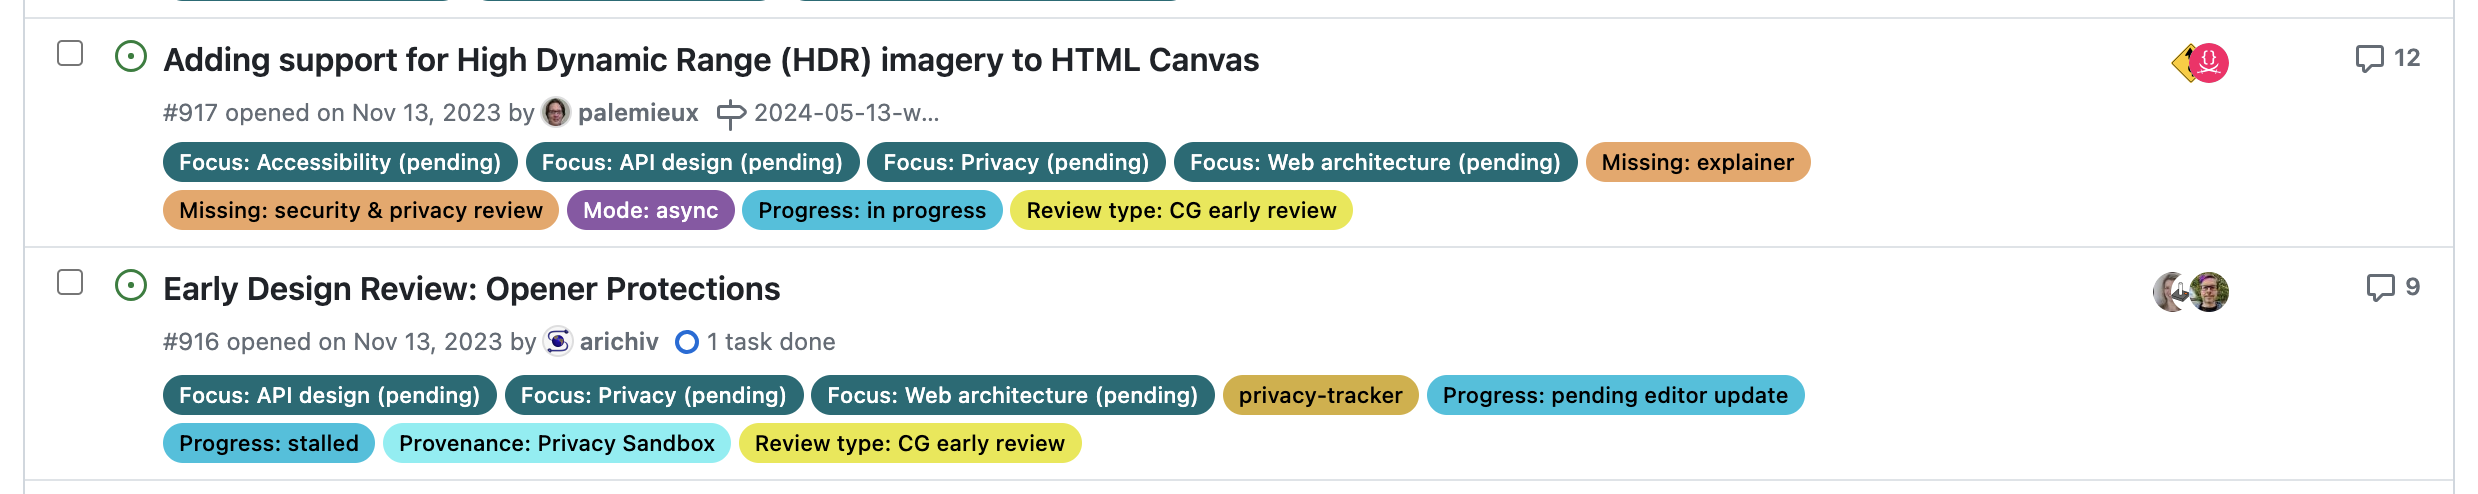 Adding support for High Dynamic Range (HDR) imagery to HTML Canvas
12
#917 opened on Nov 13, 2023 by palemieux 2024-05-13-w...
Focus: Accessibility (pending) Focus: API design (pending) Focus: Privacy (pending) Focus: Web architecture (pending) Missing: explainer
Missing: security & privacy review Mode: async Progress: in progress Review type: CG early review
Early Design Review: Opener Protections
9
#916 opened on Nov 13, 2023 by arichiv 1 task done
Focus: API design (pending) Focus: Privacy (pending) Focus: Web architecture (pending) privacy-tracker Progress: pending editor update
Progress: stalled Provenance: Privacy Sandbox Review type: CG early review